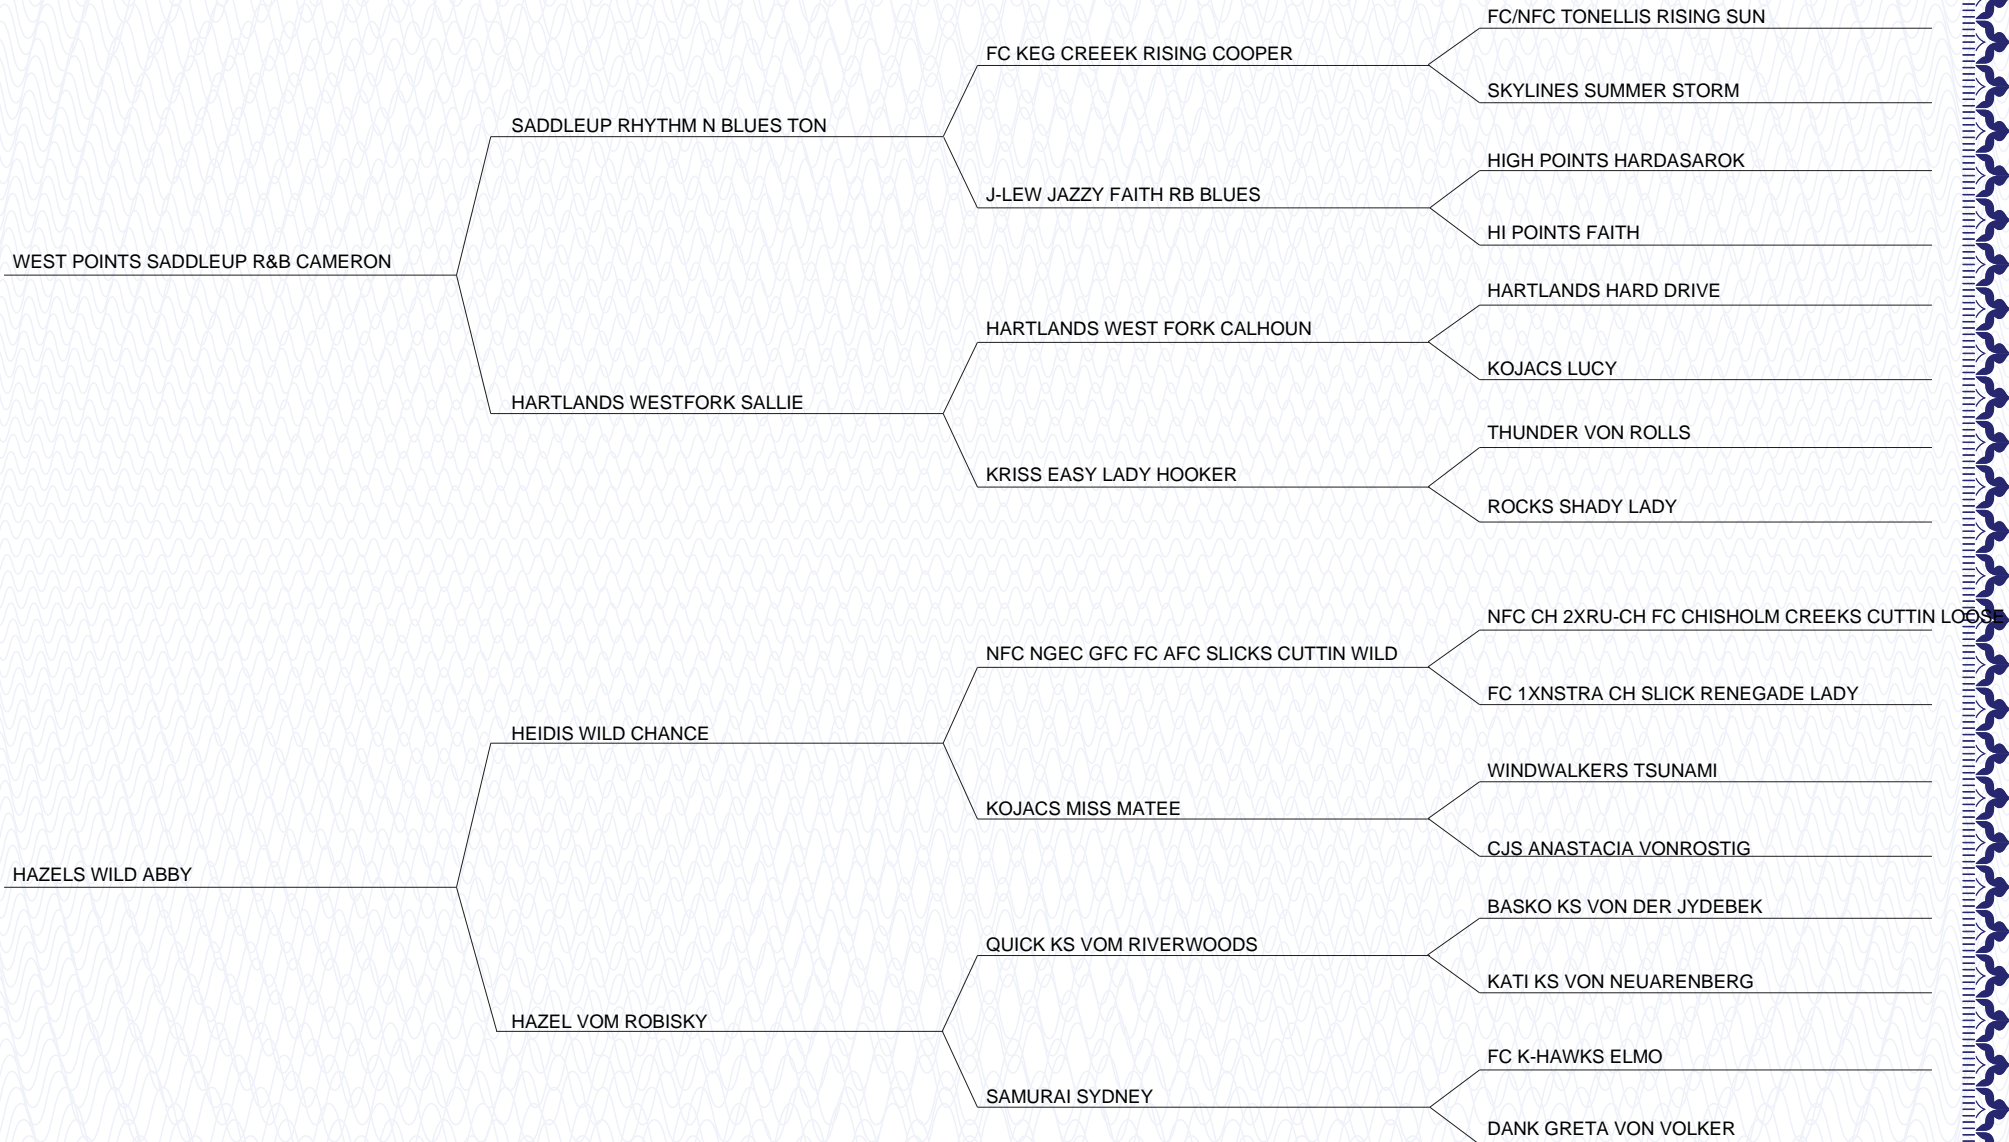 FC/NFC TONELLIS RISING SUN
FC KEG CREEEK RISING COOPER
SKYLINES SUMMER STORM
SADDLEUP RHYTHM N BLUES TON
HIGH POINTS HARDASAROK
J-LEW JAZZY FAITH RB BLUES
HI POINTS FAITH
WEST POINTS SADDLEUP R&B CAMERON
HARTLANDS HARD DRIVE
HARTLANDS WEST FORK CALHOUN
KOJACS LUCY
HARTLANDS WESTFORK SALLIE
THUNDER VON ROLLS
KRISS EASY LADY HOOKER
ROCKS SHADY LADY
NFC CH 2XRU-CH FC CHISHOLM CREEKS CUTTIN LOOSE
NFC NGEC GFC FC AFC SLICKS CUTTIN WILD
FC 1XNSTRA CH SLICK RENEGADE LADY
HEIDIS WILD CHANCE
WINDWALKERS TSUNAMI
KOJACS MISS MATEE
CJS ANASTACIA VONROSTIG
HAZELS WILD ABBY
BASKO KS VON DER JYDEBEK
QUICK KS VOM RIVERWOODS
KATI KS VON NEUARENBERG
HAZEL VOM ROBISKY
FC K-HAWKS ELMO
SAMURAI SYDNEY
DANK GRETA VON VOLKER